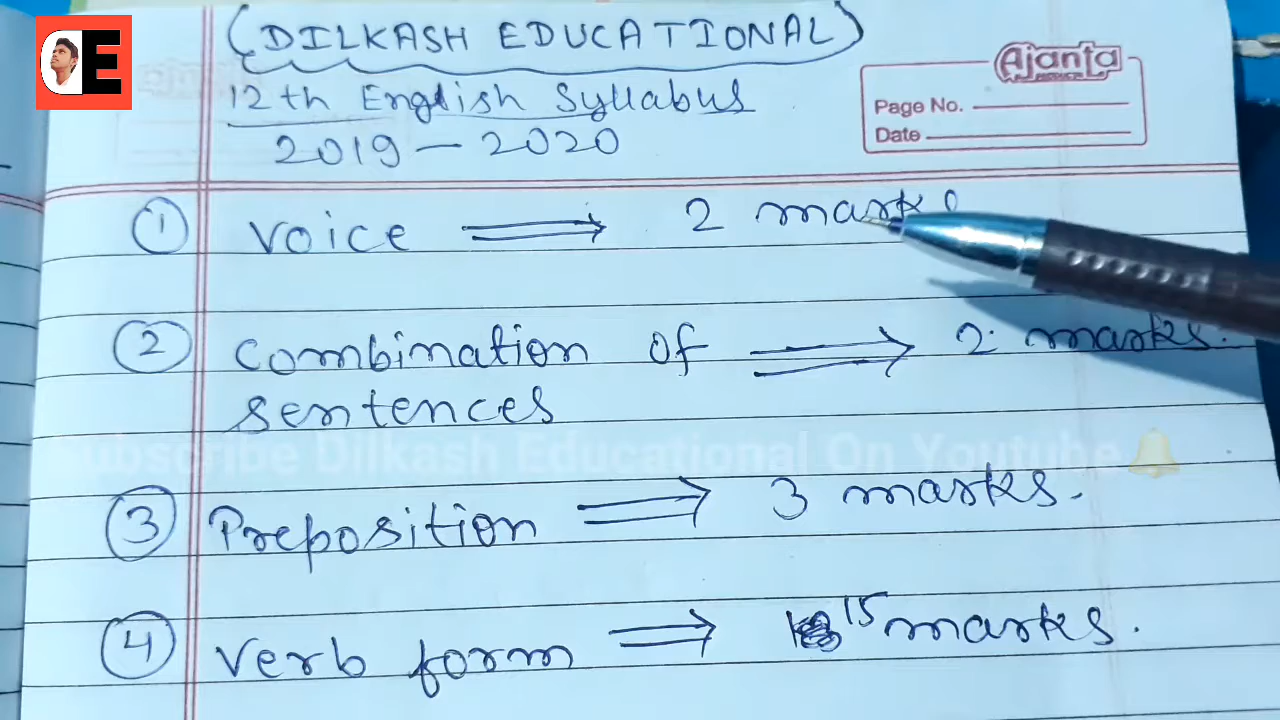 E
(DILKASH EDUCATIONAL)
12th English Syllabus
2019 - 2020
Ajanta
Page No.
Date
① Voice ⟹ 2 marks
② Combination of ⟹ 2 marks.
sentences
ubscribe Dilkash Educational On Youtube
③ Preposition ⟹ 3 marks.
④ Verb form ⟹ 15 marks.